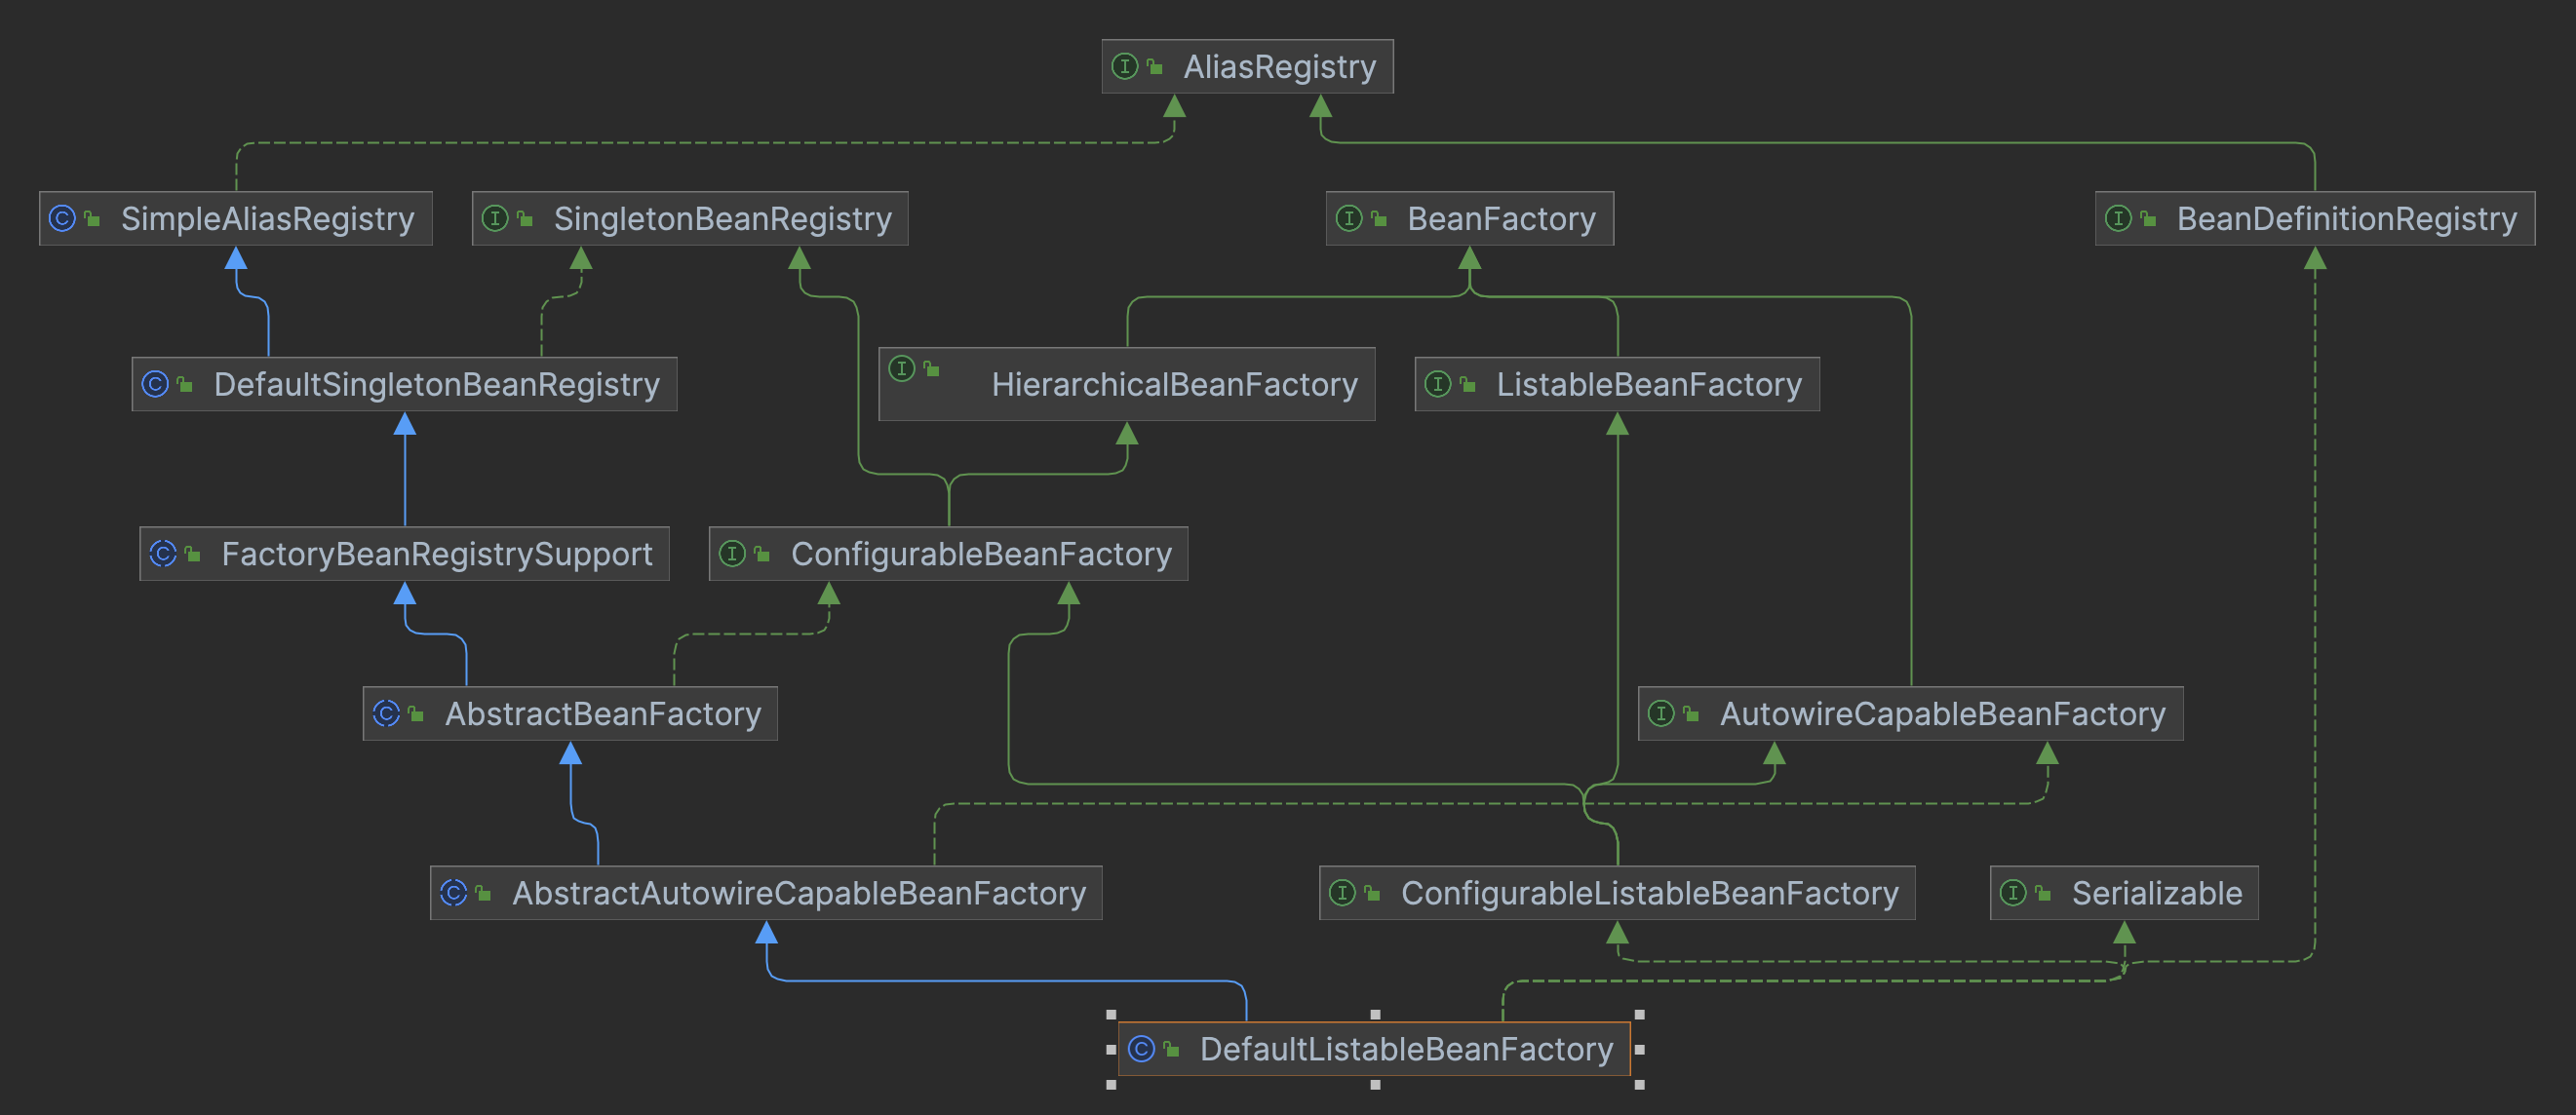 AliasRegistry
SimpleAliasRegistry
SingletonBeanRegistry
BeanFactory
BeanDefinitionRegistry
DefaultSingletonBeanRegistry
HierarchicalBeanFactory
ListableBeanFactory
FactoryBeanRegistrySupport
ConfigurableBeanFactory
AbstractBeanFactory
AutowireCapableBeanFactory
AbstractAutowireCapableBeanFactory
ConfigurableListableBeanFactory
Serializable
DefaultListableBeanFactory